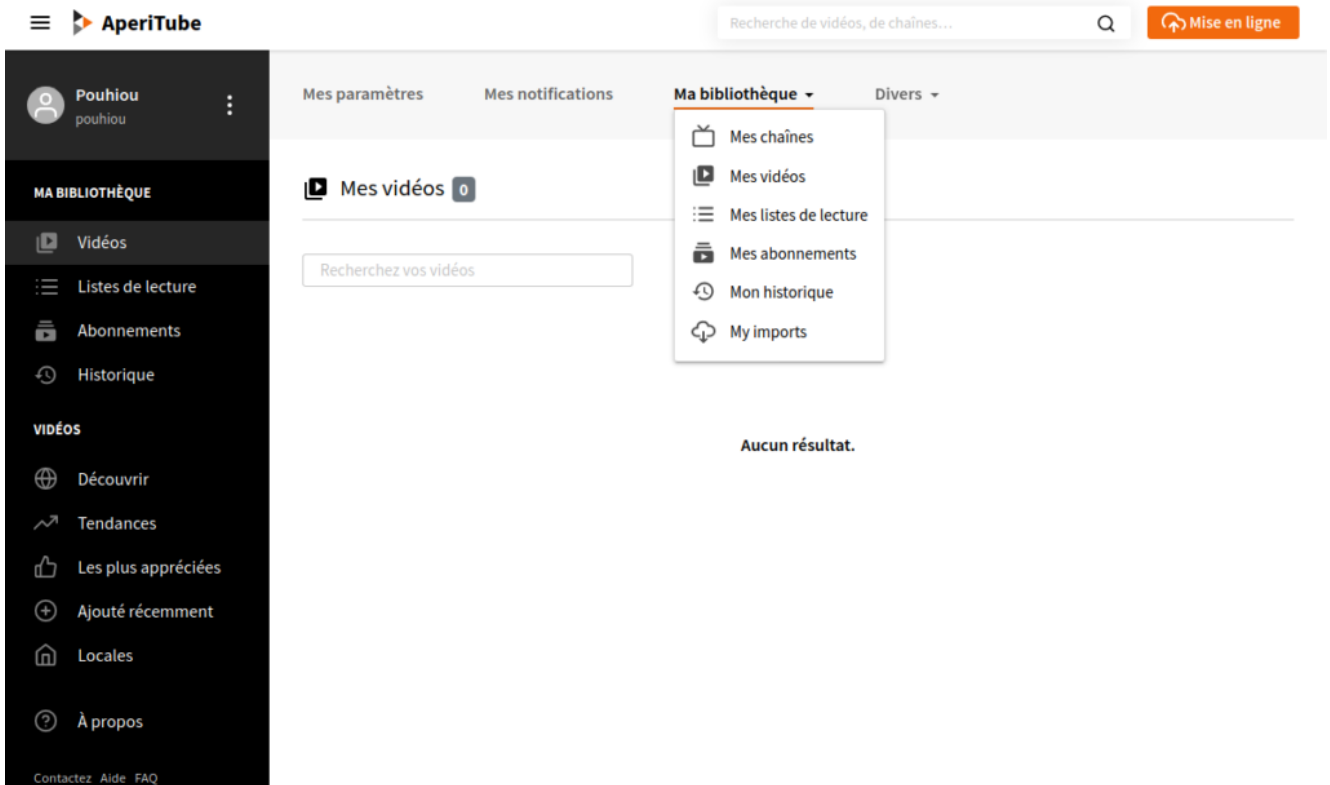 AperiTube
Recherche de vidéos, de chaînes...
Mise en ligne
Pouhiou
pouhiou
Mes paramètres
Mes notifications
Ma bibliothèque
Divers
Mes chaînes
Mes vidéos
Mes listes de lecture
Mes abonnements
Mon historique
My imports
MA BIBLIOTHÈQUE
Vidéos
Listes de lecture
Abonnements
Historique
VIDÉOS
Découvrir
Tendances
Les plus appréciées
Ajouté récemment
Locales
À propos
Contactez Aide FAQ
Mes vidéos 0
Recherchez vos vidéos
Aucun résultat.